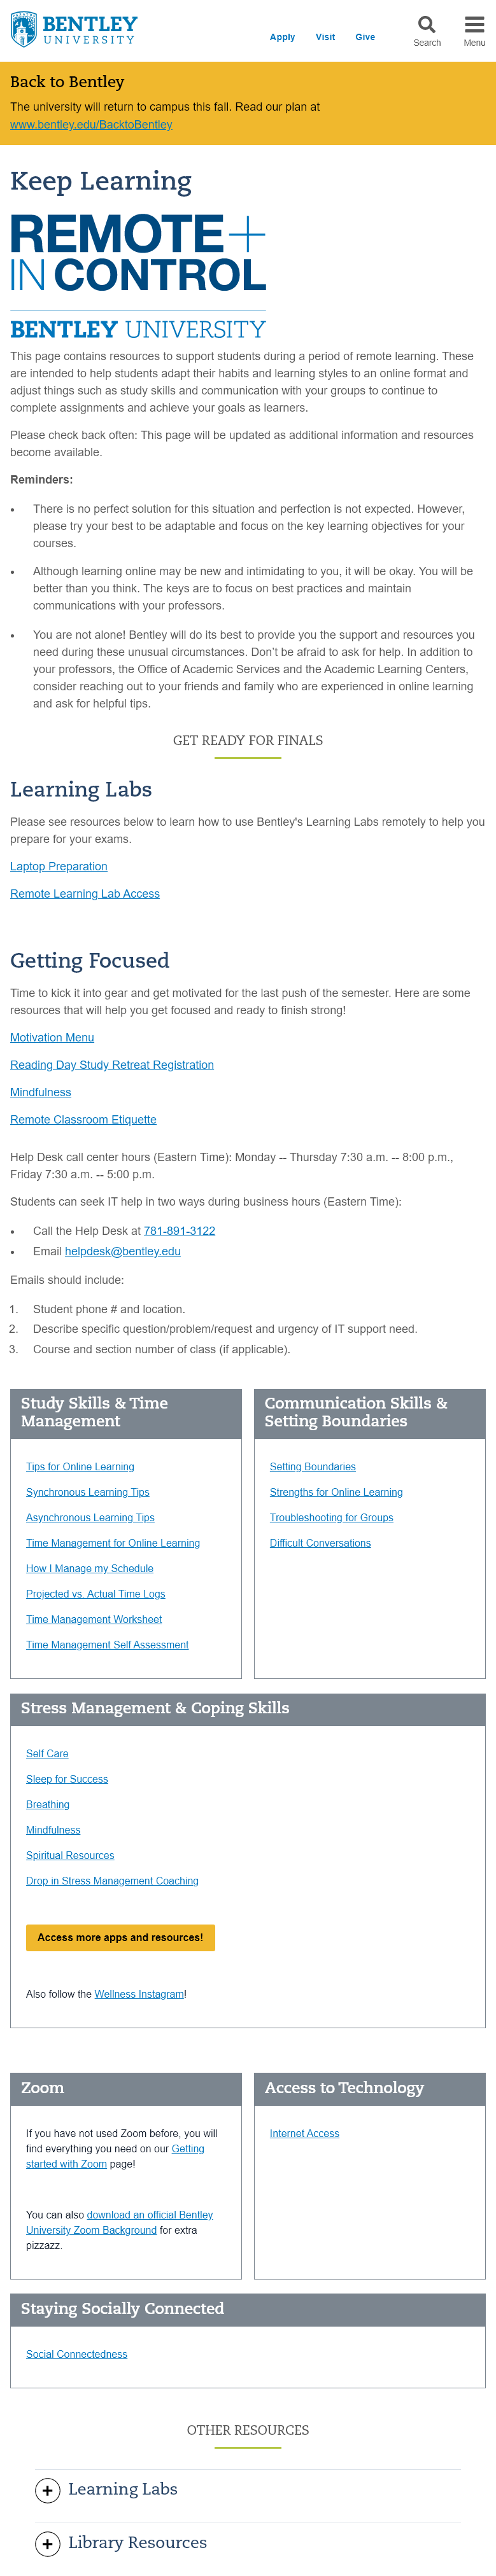 BENTLEY
UNIVERSITY
Apply Visit Give
Search Menu
Back to Bentley
The university will return to campus this fall. Read our plan at
www.bentley.edu/BacktoBentley
Keep Learning
REMOTE+
IN CONTROL
BENTLEY UNIVERSITY
This page contains resources to support students during a period of remote learning. These
are intended to help students adapt their habits and learning styles to an online format and
adjust things such as study skills and communication with your groups to continue to
complete assignments and achieve your goals as learners.
Please check back often: This page will be updated as additional information and resources
become available.
Reminders:
• There is no perfect solution for this situation and perfection is not expected. However,
please try your best to be adaptable and focus on the key learning objectives for your
courses.
• Although learning online may be new and intimidating to you, it will be okay. You will be
better than you think. The keys are to focus on best practices and maintain
communications with your professors.
• You are not alone! Bentley will do its best to provide you the support and resources you
need during these unusual circumstances. Don't be afraid to ask for help. In addition to
your professors, the Office of Academic Services and the Academic Learning Centers,
consider reaching out to your friends and family who are experienced in online learning
and ask for helpful tips.
GET READY FOR FINALS
Learning Labs
Please see resources below to learn how to use Bentley's Learning Labs remotely to help you
prepare for your exams.
Laptop Preparation
Remote Learning Lab Access
Getting Focused
Time to kick it into gear and get motivated for the last push of the semester. Here are some
resources that will help you get focused and ready to finish strong!
Motivation Menu
Reading Day Study Retreat Registration
Mindfulness
Remote Classroom Etiquette
Help Desk call center hours (Eastern Time): Monday -- Thursday 7:30 a.m. -- 8:00 p.m.,
Friday 7:30 a.m. -- 5:00 p.m.
Students can seek IT help in two ways during business hours (Eastern Time):
• Call the Help Desk at 781-891-3122
• Email helpdesk@bentley.edu
Emails should include:
1. Student phone # and location.
2. Describe specific question/problem/request and urgency of IT support need.
3. Course and section number of class (if applicable).
Study Skills & Time
Management
Tips for Online Learning
Synchronous Learning Tips
Asynchronous Learning Tips
Time Management for Online Learning
How I Manage my Schedule
Projected vs. Actual Time Logs
Time Management Worksheet
Time Management Self Assessment
Communication Skills &
Setting Boundaries
Setting Boundaries
Strengths for Online Learning
Troubleshooting for Groups
Difficult Conversations
Stress Management & Coping Skills
Self Care
Sleep for Success
Breathing
Mindfulness
Spiritual Resources
Drop in Stress Management Coaching
Access more apps and resources!
Also follow the Wellness Instagram!
Zoom
If you have not used Zoom before, you will
find everything you need on our Getting
started with Zoom page!
You can also download an official Bentley
University Zoom Background for extra
pizzazz.
Access to Technology
Internet Access
Staying Socially Connected
Social Connectedness
OTHER RESOURCES
Learning Labs
Library Resources